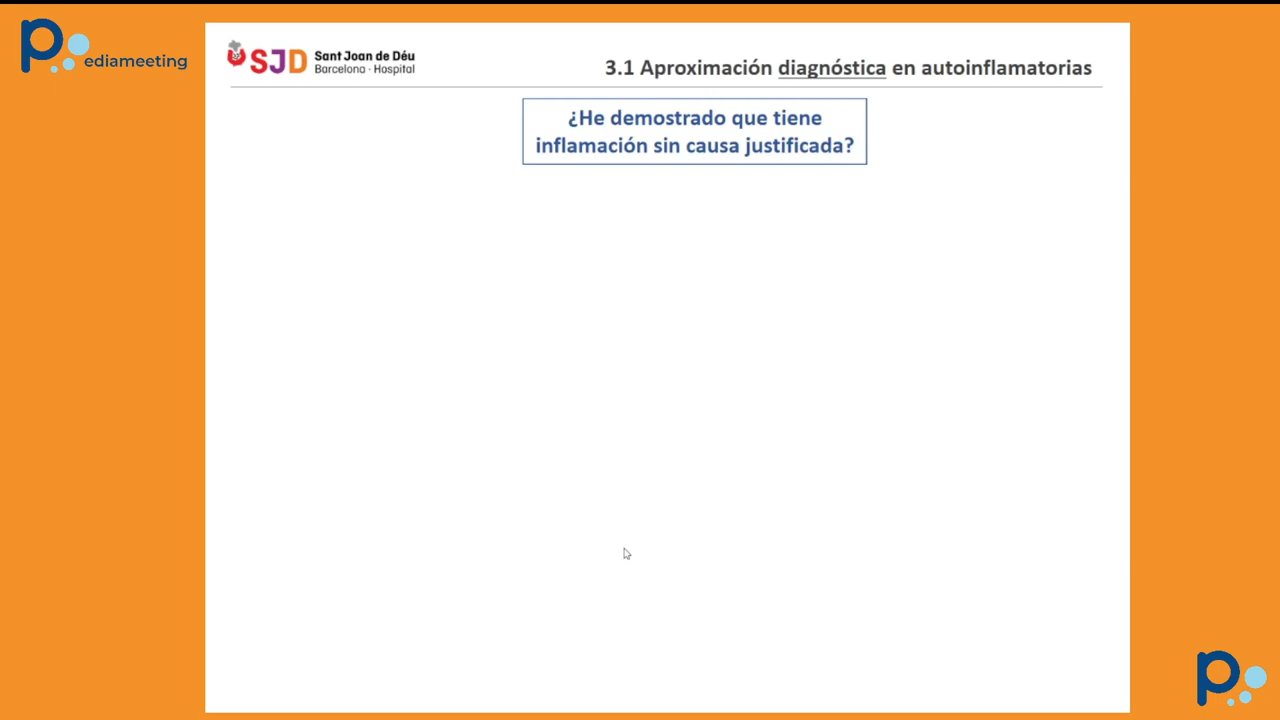 Pediameeting
SJD Sant Joan de Déu
Barcelona · Hospital
3.1 Aproximación diagnóstica en autoinflamatorias
¿He demostrado que tiene
inflamación sin causa justificada?
p